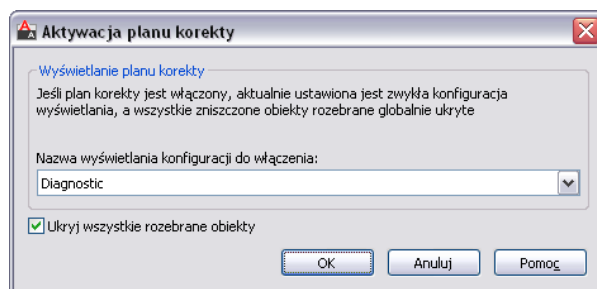 Aktywacja planu korekty
Wyświetlanie planu korekty
Jeśli plan korekty jest włączony, aktualnie ustawiona jest zwykła konfiguracja
wyświetlania, a wszystkie zniszczone obiekty rozebrane globalnie ukryte
Nazwa wyświetlania konfiguracji do włączenia:
Diagnostic
Ukryj wszystkie rozebrane obiekty
OK Anuluj Pomoc